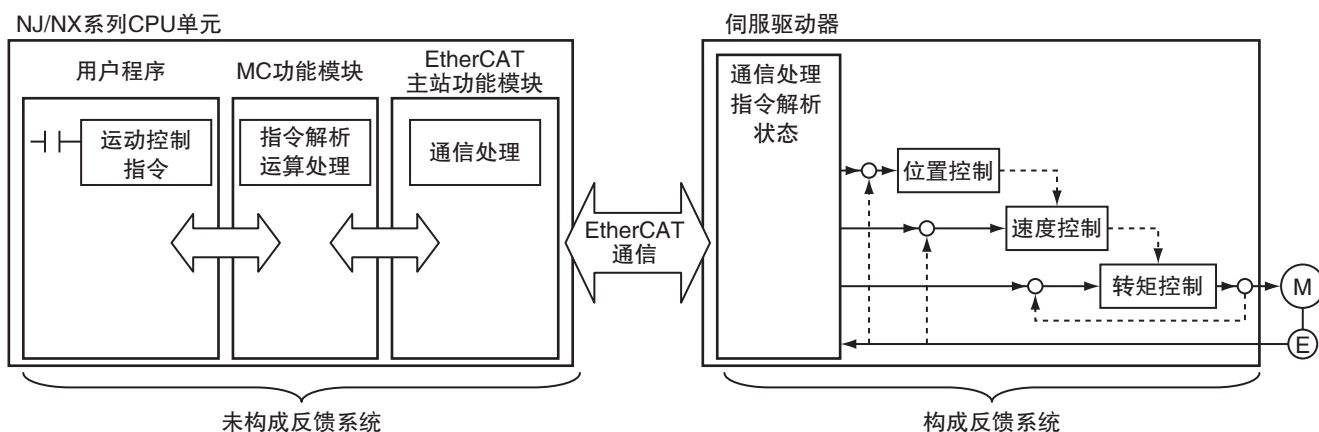 NJ/NX系列CPU单元
用户程序
运动控制
指令
MC功能模块
指令解析
运算处理
EtherCAT
主站功能模块
通信处理
EtherCAT
通信
伺服驱动器
通信处理
指令解析
状态
位置控制
速度控制
转矩控制
M
E
未构成反馈系统
构成反馈系统